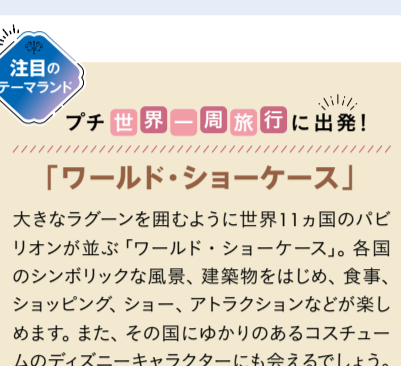 注目の
テーマランド
プチ世界一周旅行に出発!
「ワールド・ショーケース」
大きなラグーンを囲むように世界11ヵ国のパビ
リオンが並ぶ「ワールド・ショーケース」。各国
のシンボリックな風景、建築物をはじめ、食事、
ショッピング、ショー、アトラクションなどが楽し
めます。また、その国にゆかりのあるコスチュー
ムのディズニーキャラクターにも会えるでしょう。